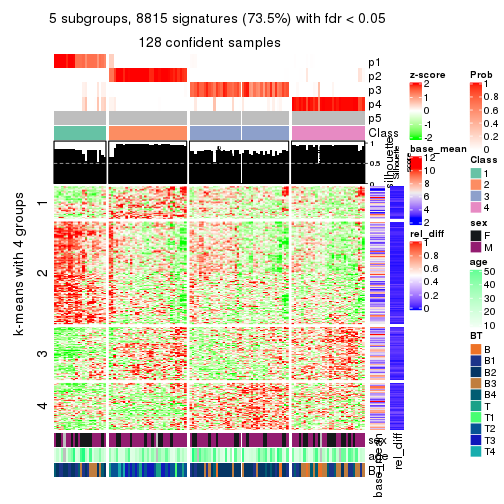 5 subgroups, 8815 signatures (73.5%) with fdr < 0.05
128 confident samples
p1
p2
p3
p4
p5
Class
1
0.5
0
silhouette
k-means with 4 groups
1
2
3
4
sex
age
BT
base_mean
rel_diff
z-score
2
1
0
-1
-2
base_mean
12
10
8
6
4
2
rel_diff
1
0.8
0.6
0.4
0.2
0
Prob
1
0.8
0.6
0.4
0.2
0
Class
1
2
3
4
sex
F
M
age
50
40
30
20
10
BT
B
B1
B2
B3
B4
T
T1
T2
T3
T4